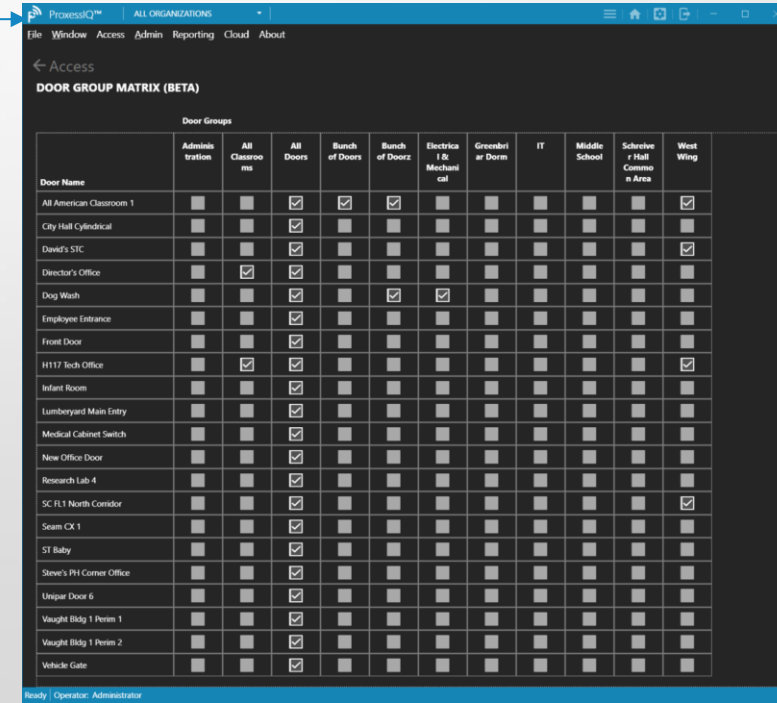 ProxessIQ™ ALL ORGANIZATIONS
File Window Access Admin Reporting Cloud About
Access
DOOR GROUP MATRIX (BETA)
Door Groups
Door Name Adminis tration All Classroo ms All Doors Bunch of Doors Bunch of Doorz Electrica l & Mechani cal Greenbri ar Dorm IT Middle School Schreive r Hall Commo n Area West Wing
All American Classroom 1
City Hall Cylindrical
David's STC
Director's Office
Dog Wash
Employee Entrance
Front Door
H117 Tech Office
Infant Room
Lumberyard Main Entry
Medical Cabinet Switch
New Office Door
Research Lab 4
SC FL1 North Corridor
Seam CX 1
ST Baby
Steve's PH Corner Office
Unipar Door 6
Vaught Bldg 1 Perim 1
Vaught Bldg 1 Perim 2
Vehicle Gate
Ready Operator: Administrator